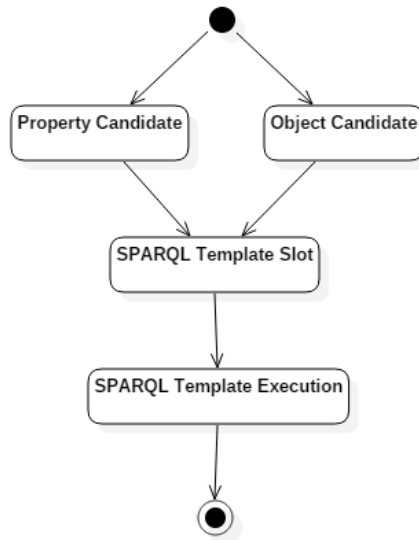 Property Candidate
Object Candidate
SPARQL Template Slot
SPARQL Template Execution